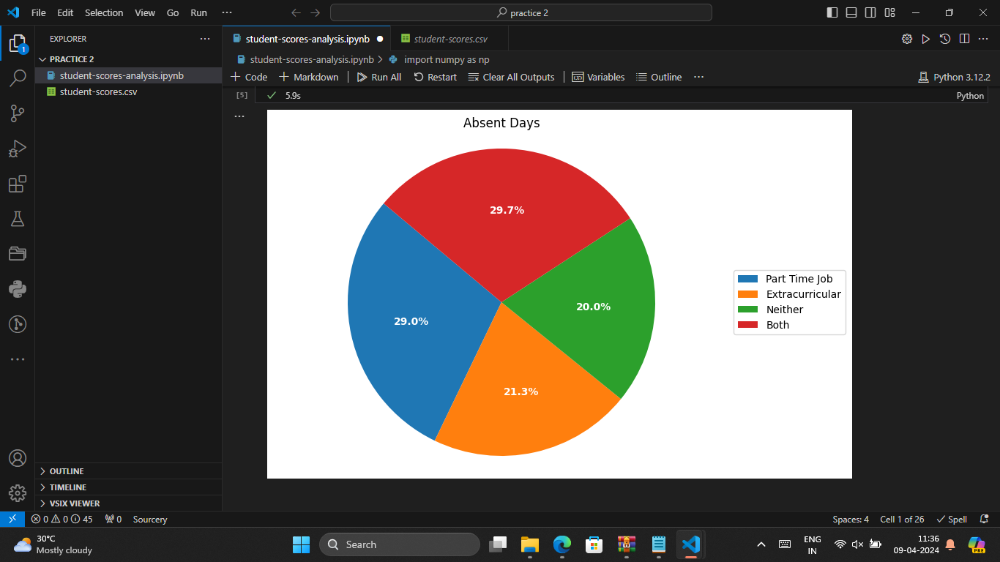 File Edit Selection View Go Run ···
practice 2
EXPLORER ···
student-scores-analysis.ipynb
student-scores.csv
PRACTICE 2
student-scores-analysis.ipynb > import numpy as np
student-scores-analysis.ipynb
+ Code + Markdown Run All Restart Clear All Outputs Variables Outline ··· Python 3.12.2
student-scores.csv
[5] 5.9s Python
Absent Days
29.7%
29.0%
20.0%
21.3%
Part Time Job
Extracurricular
Neither
Both
OUTLINE
TIMELINE
VSIX VIEWER
1
0 0 45 0 Sourcery
Spaces: 4 Cell 1 of 26 Spell
30°C
Mostly cloudy
Search
ENG
IN
11:36
09-04-2024
PRE